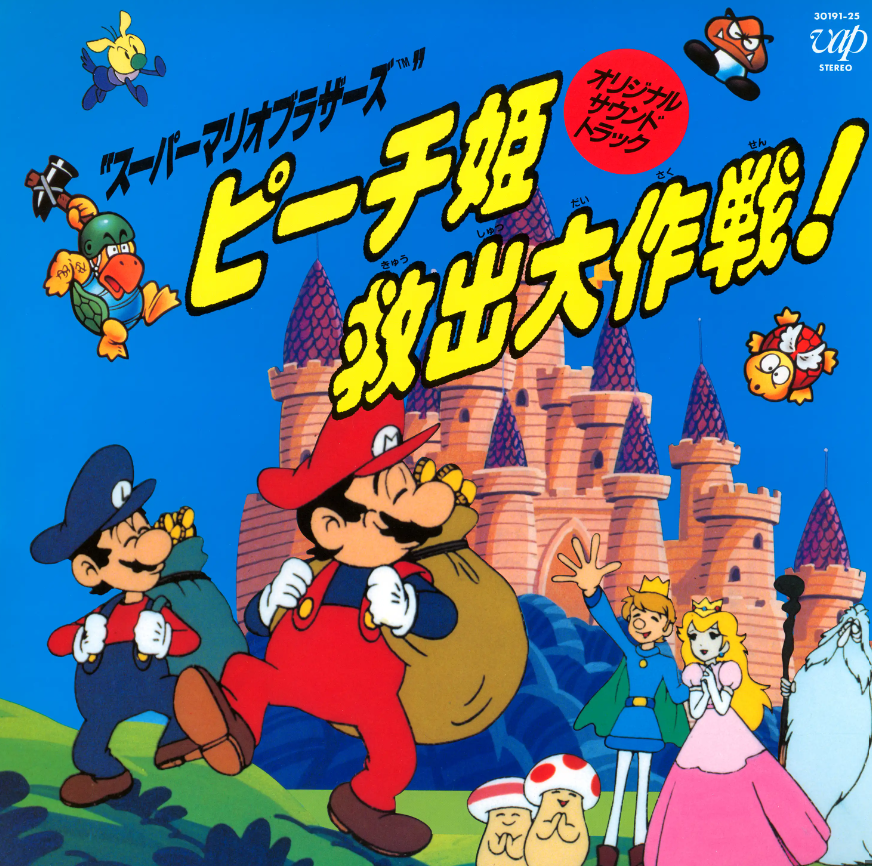 30191-25
vap
STEREO
"スーパーマリオブラザーズ™"
オリジナル
サウンド
トラック
ピーチ姫
きゅう しゅつ だい さく せん
救出大作戦!
L
M